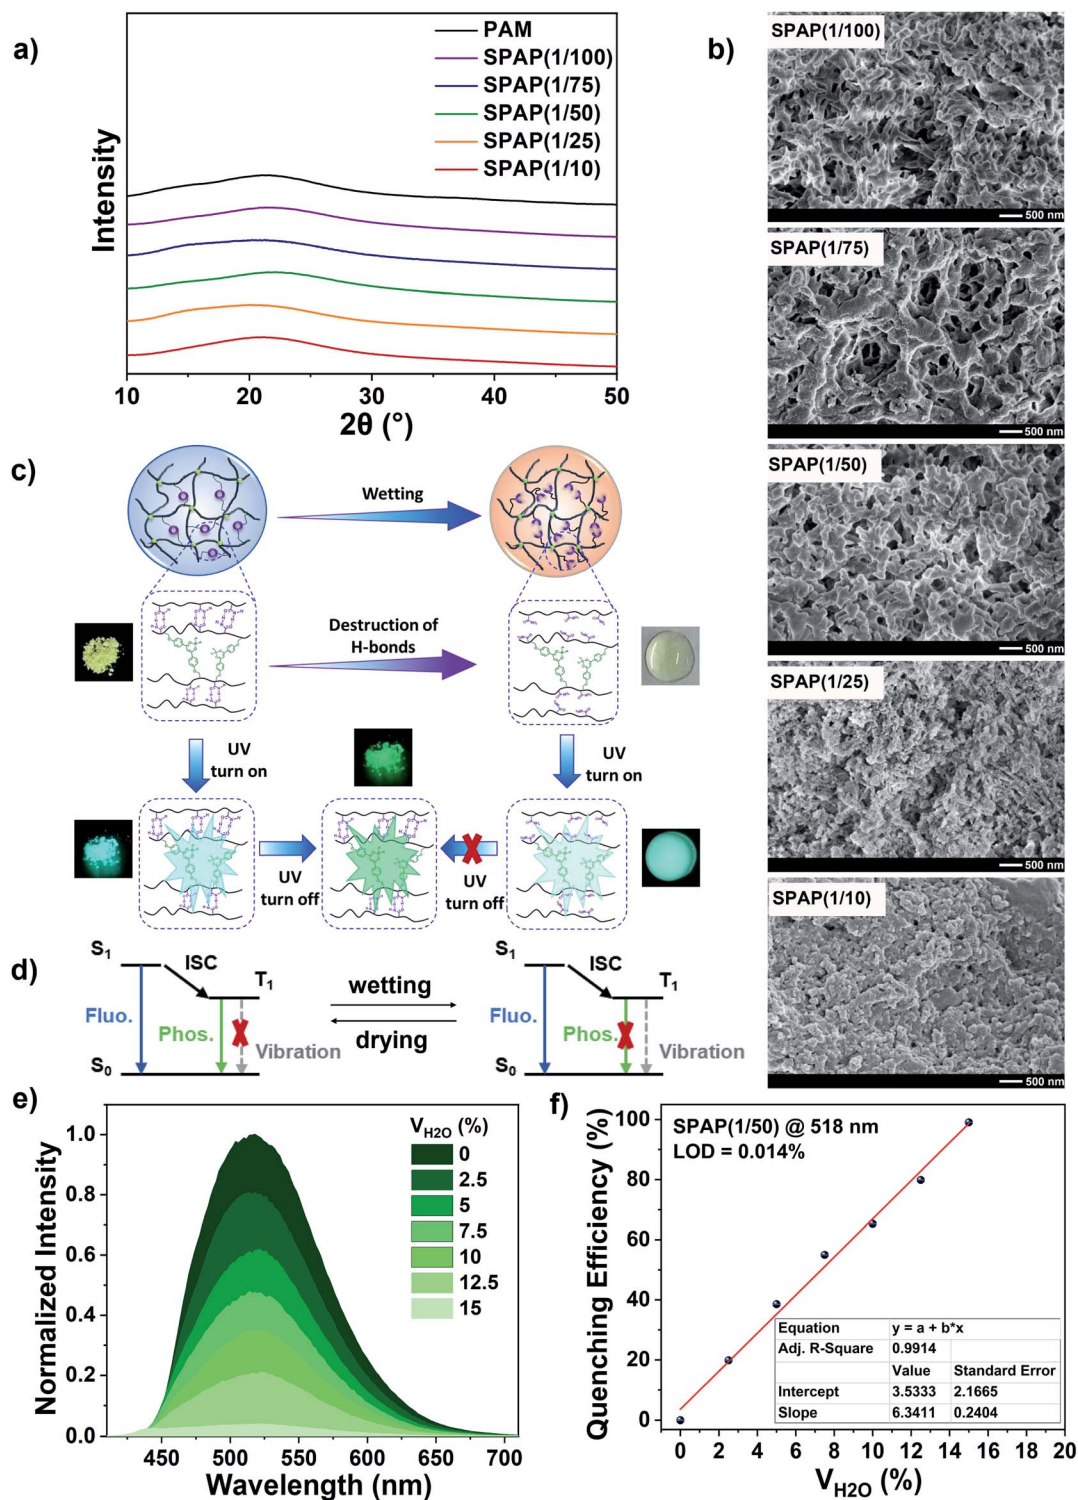 a)
PAM
SPAP(1/100)
SPAP(1/75)
SPAP(1/50)
SPAP(1/25)
SPAP(1/10)
Intensity
10
20
30
40
50
2θ (°)
b)
SPAP(1/100)
500 nm
SPAP(1/75)
500 nm
SPAP(1/50)
500 nm
SPAP(1/25)
500 nm
SPAP(1/10)
500 nm
c)
Wetting
Destruction of
H-bonds
UV
turn on
UV
turn on
UV
turn off
UV
turn off
d)
S1
ISC
T1
Fluo.
Phos.
Vibration
S0
wetting
drying
S1
ISC
T1
Fluo.
Phos.
Vibration
S0
e)
VH2O (%)
0
2.5
5
7.5
10
12.5
15
Normalized Intensity
1.0
0.8
0.6
0.4
0.2
0
450
500
550
600
650
700
Wavelength (nm)
f)
SPAP(1/50) @ 518 nm
LOD = 0.014%
Quenching Efficiency (%)
100
80
60
40
20
0
Equation y = a + b*x
Adj. R-Square 0.9914
Value Standard Error
Intercept 3.5333 2.1665
Slope 6.3411 0.2404
0
2
4
6
8
10
12
14
16
18
20
VH2O (%)